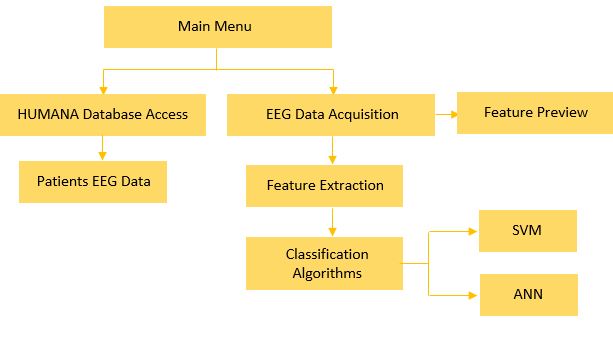 Main Menu
HUMANA Database Access
EEG Data Acquisition
Feature Preview
Patients EEG Data
Feature Extraction
Classification
Algorithms
SVM
ANN